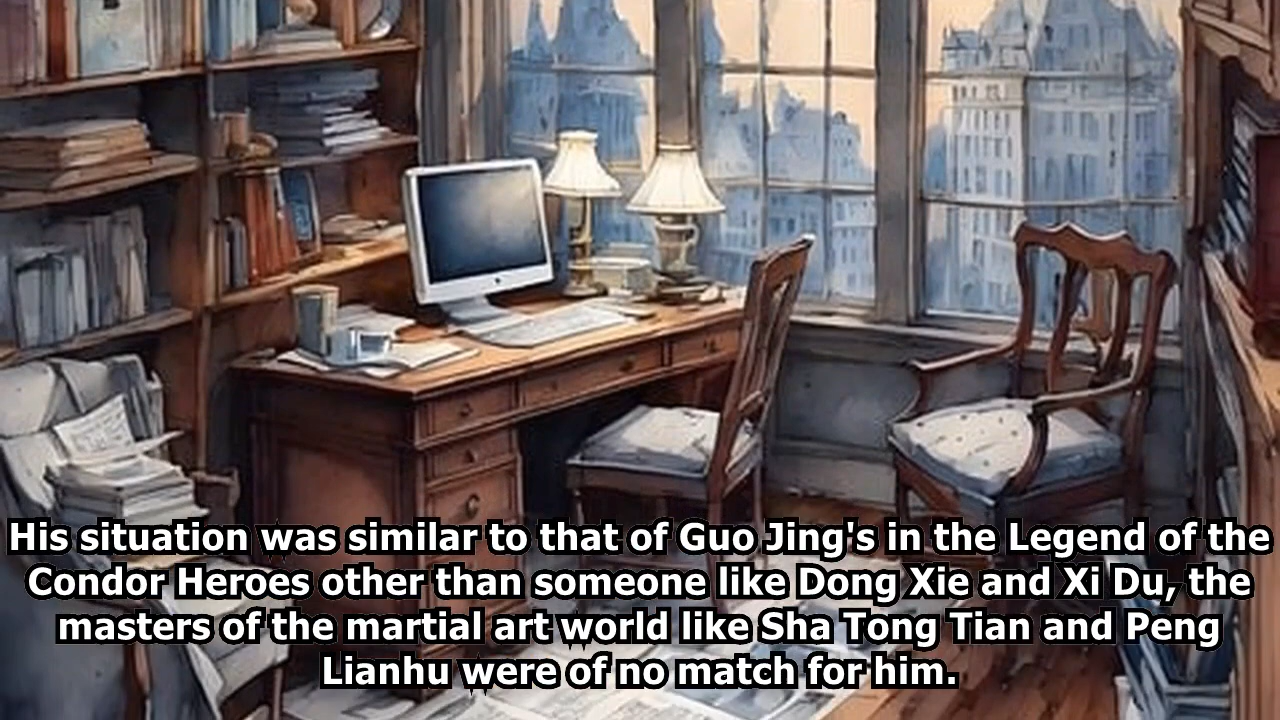 His situation was similar to that of Guo Jing's in the Legend of the
Condor Heroes other than someone like Dong Xie and Xi Du, the
masters of the martial art world like Sha Tong Tian and Peng
Lianhu were of no match for him.